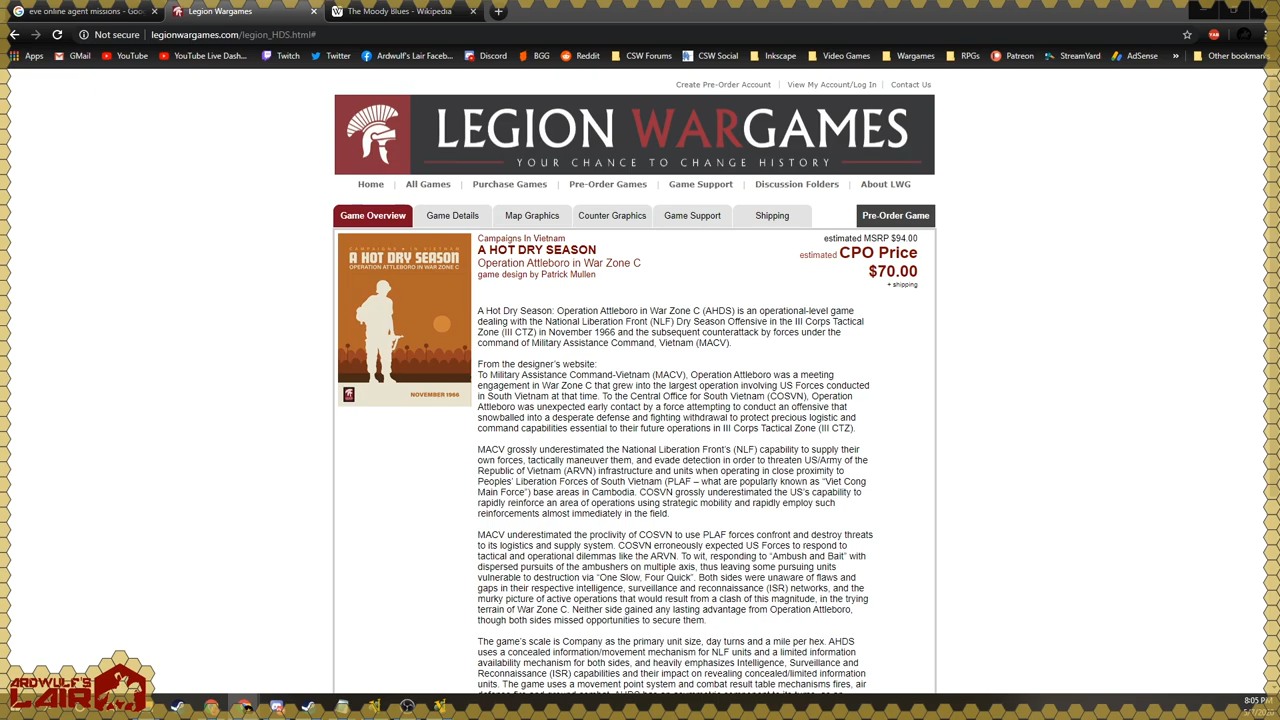 eve online agent missions - Goo
Legion Wargames
The Moody Blues - Wikipedia
Not secure
legionwargames.com/legion_HDS.html#
Apps
GMail
YouTube
YouTube Live Dash...
Twitch
Twitter
Ardwulf's Lair Faceb...
Discord
BGG
Reddit
CSW Forums
CSW Social
Inkscape
Video Games
Wargames
RPGs
Patreon
StreamYard
AdSense
Other bookmarks
Create Pre-Order Account | View My Account/Log In | Contact Us
LEGION WARGAMES
YOUR CHANCE TO CHANGE HISTORY
Home | All Games | Purchase Games | Pre-Order Games | Game Support | Discussion Folders | About LWG
Game Overview
Game Details
Map Graphics
Counter Graphics
Game Support
Shipping
Pre-Order Game
CAMPAIGNS IN VIETNAM
A HOT DRY SEASON
OPERATION ATTLEBORO IN WAR ZONE C
NOVEMBER 1966
Campaigns In Vietnam
A HOT DRY SEASON
Operation Attleboro in War Zone C
game design by Patrick Mullen
estimated MSRP $94.00
estimated CPO Price
$70.00
+ shipping
A Hot Dry Season: Operation Attleboro in War Zone C (AHDS) is an operational-level game
dealing with the National Liberation Front (NLF) Dry Season Offensive in the III Corps Tactical
Zone (III CTZ) in November 1966 and the subsequent counterattack by forces under the
command of Military Assistance Command, Vietnam (MACV).
From the designer's website:
To Military Assistance Command-Vietnam (MACV), Operation Attleboro was a meeting
engagement in War Zone C that grew into the largest operation involving US Forces conducted
in South Vietnam at that time. To the Central Office for South Vietnam (COSVN), Operation
Attleboro was unexpected early contact by a force attempting to conduct an offensive that
snowballed into a desperate defense and fighting withdrawal to protect precious logistic and
command capabilities essential to their future operations in III Corps Tactical Zone (III CTZ).
MACV grossly underestimated the National Liberation Front's (NLF) capability to supply their
own forces, tactically maneuver them, and evade detection in order to threaten US/Army of the
Republic of Vietnam (ARVN) infrastructure and units when operating in close proximity to
Peoples' Liberation Forces of South Vietnam (PLAF – what are popularly known as “Viet Cong
Main Force”) base areas in Cambodia. COSVN grossly underestimated the US's capability to
rapidly reinforce an area of operations using strategic mobility and rapidly employ such
reinforcements almost immediately in the field.
MACV underestimated the proclivity of COSVN to use PLAF forces confront and destroy threats
to its logistics and supply system. COSVN erroneously expected US Forces to respond to
tactical and operational dilemmas like the ARVN. To wit, responding to “Ambush and Bait” with
dispersed pursuits of the ambushers on multiple axis, thus leaving some pursuing units
vulnerable to destruction via “One Slow, Four Quick”. Both sides were unaware of flaws and
gaps in their respective intelligence, surveillance and reconnaissance (ISR) networks, and the
murky picture of active operations that would result from a clash of this magnitude, in the trying
terrain of War Zone C. Neither side gained any lasting advantage from Operation Attleboro,
though both sides missed opportunities to secure them.
The game's scale is Company as the primary unit size, day turns and a mile per hex. AHDS
uses a concealed information/movement mechanism for NLF units and a limited information
availability mechanism for both sides, and heavily emphasizes Intelligence, Surveillance and
Reconnaissance (ISR) capabilities and their impact on revealing concealed/limited information
units. The game uses a movement point system and combat result table mechanisms fires, air
ARDWULF'S
LAIR
8:05 PM